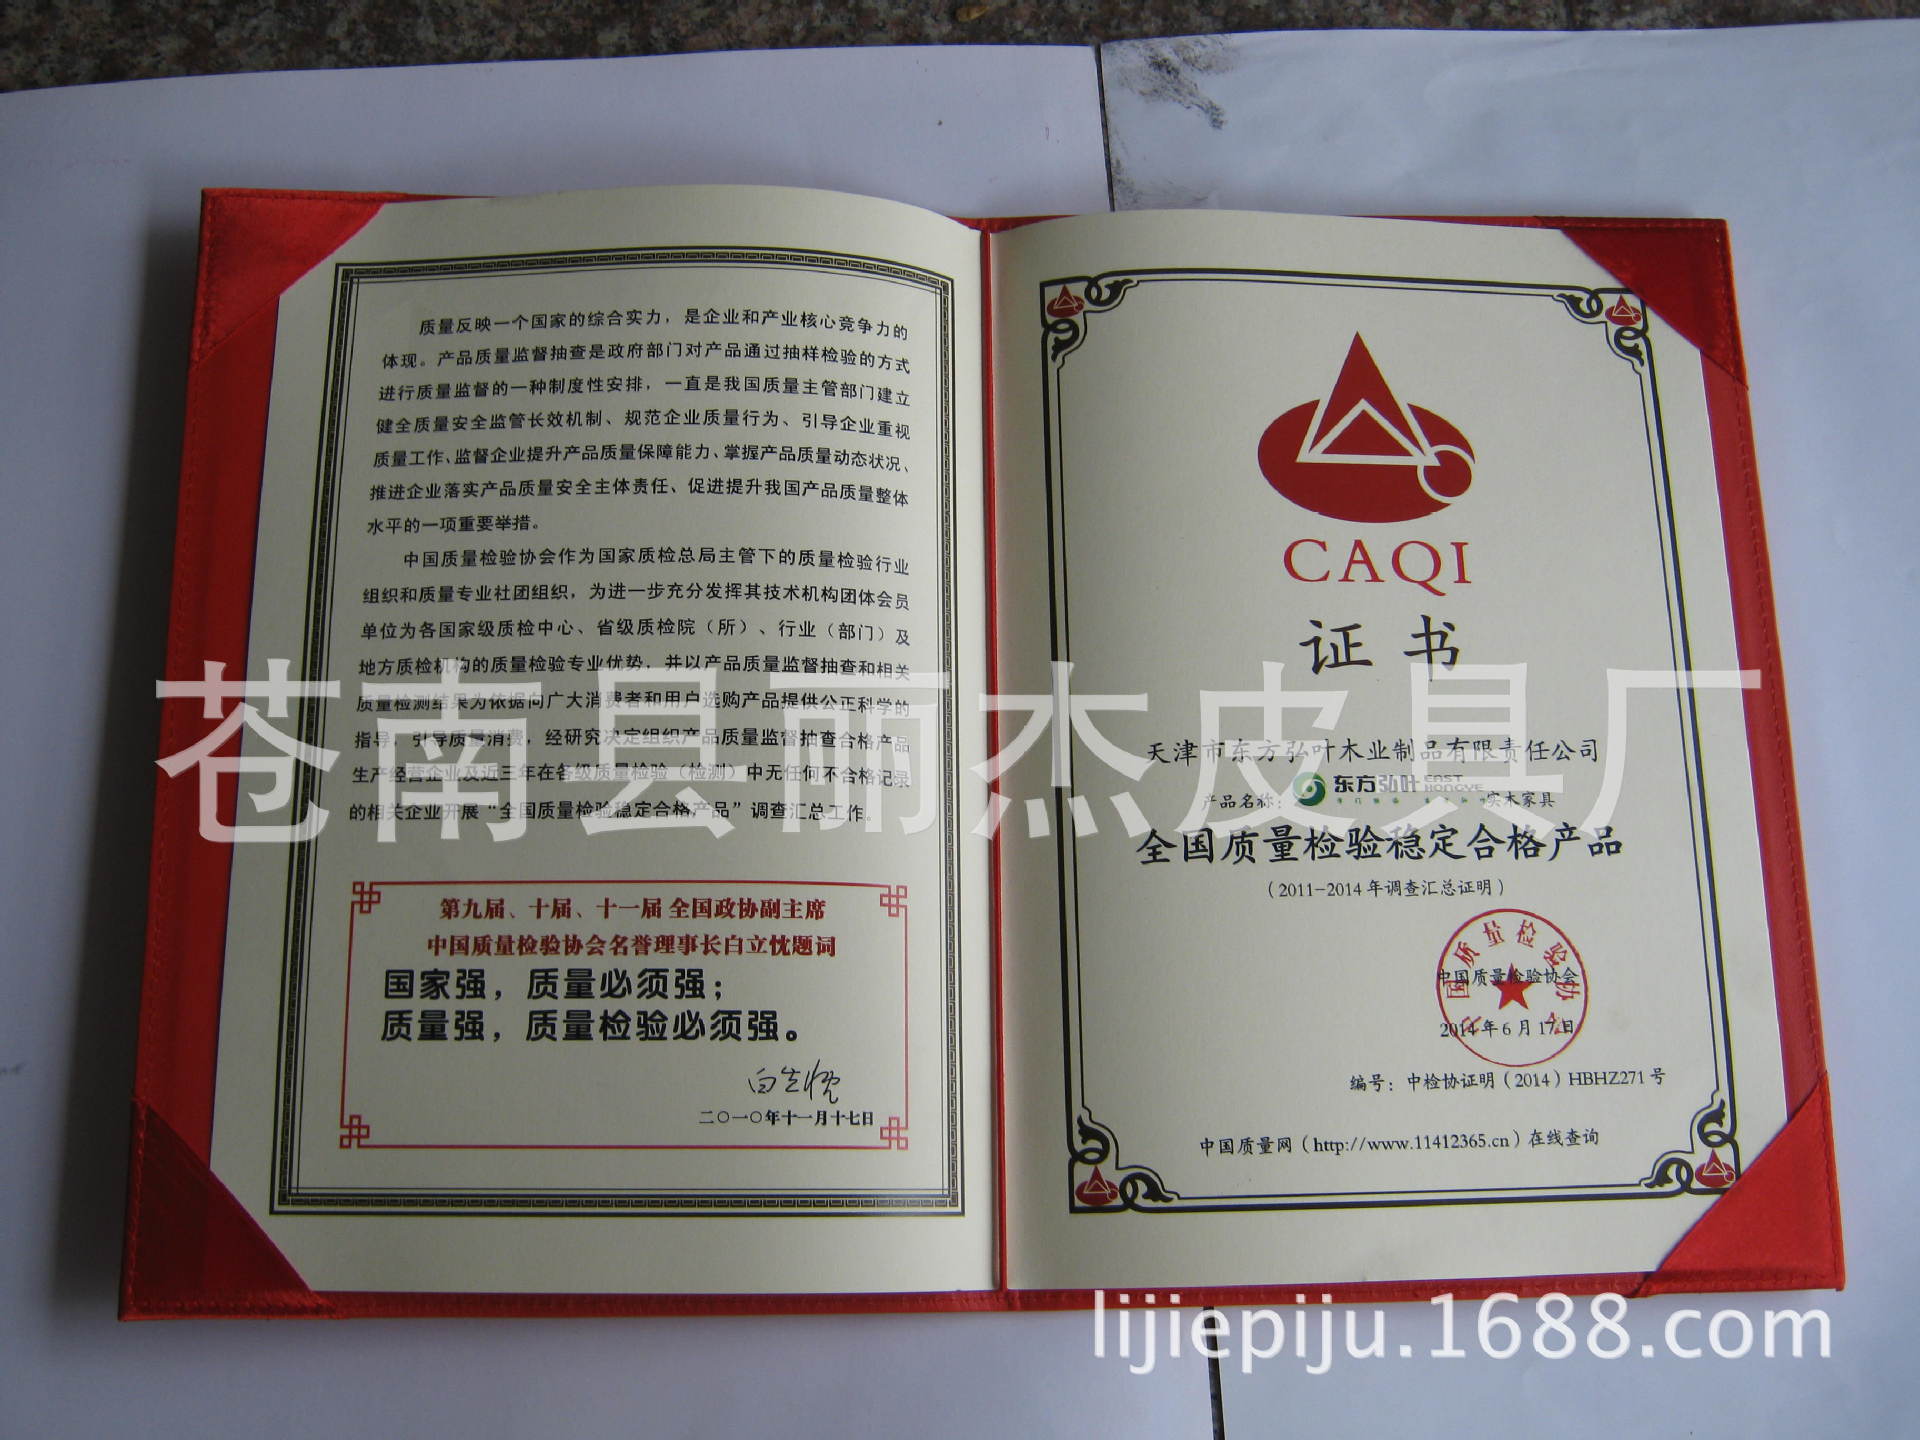 质量反映一个国家的综合实力，是企业和产业核心竞争力的
体现。产品质量监督抽查是政府部门对产品通过抽样检验的方式
进行质量监督的一种制度性安排，一直是我国质量主管部门建立
健全质量安全监管长效机制、规范企业质量行为、引导企业重视
质量工作、监督企业提升产品质量保障能力、掌握产品质量动态状况、
推进企业落实产品质量安全主体责任、促进提升我国产品质量整体
水平的一项重要举措。
中国质量检验协会作为国家质检总局主管下的质量检验行业
组织和质量专业社团组织，为进一步充分发挥其技术机构团体会员
单位为各国家级质检中心、省级质检院（所）、行业（部门）及
地方质检机构的质量检验专业优势，并以产品质量监督抽查和相关
质量检测结果为依据向广大消费者和用户选购产品提供公正科学的
指导，引导质量消费，经研究决定组织产品质量监督抽查合格产品
生产经营企业及近三年在各级质量检验（检测）中无任何不合格记录
的相关企业开展“全国质量检验稳定合格产品”调查汇总工作。
第九届、十届、十一届 全国政协副主席
中国质量检验协会名誉理事长白立忱题词
国家强，质量必须强；
质量强，质量检验必须强。
白立忱
二〇一〇年十一月十七日
CAQI
证书
天津市东方弘叶木业制品有限责任公司
产品名称： 东方弘叶 EAST HONGYE 实木家具
全国质量检验稳定合格产品
（2011-2014 年调查汇总证明）
中国质量检验协会
中国质量检验协会
2014 年 6 月 17 日
编号：中检协证明（2014）HBHZ271 号
中国质量网（http://www.11412365.cn）在线查询
苍南县丽杰皮具厂
lijiepiju.1688.com